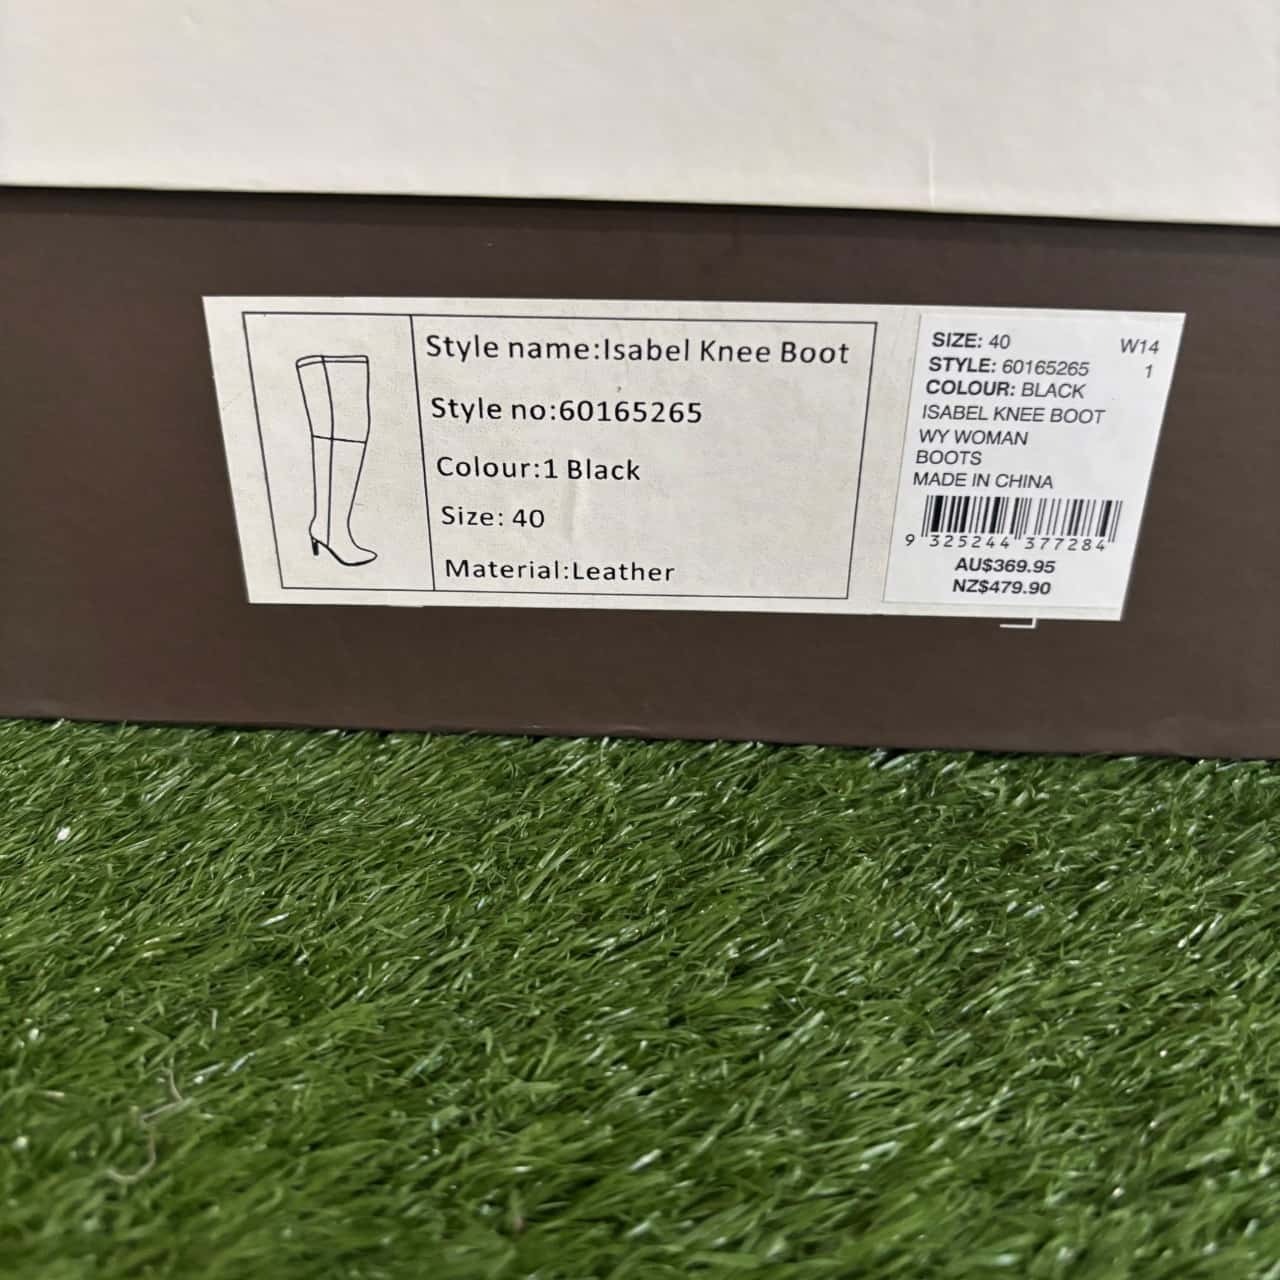 Style name:Isabel Knee Boot
Style no:60165265
Colour:1 Black
Size: 40
Material:Leather
SIZE: 40 W14
STYLE: 60165265 1
COLOUR: BLACK
ISABEL KNEE BOOT
WY WOMAN
BOOTS
MADE IN CHINA
9 325244 377284
AU$369.95
NZ$479.90